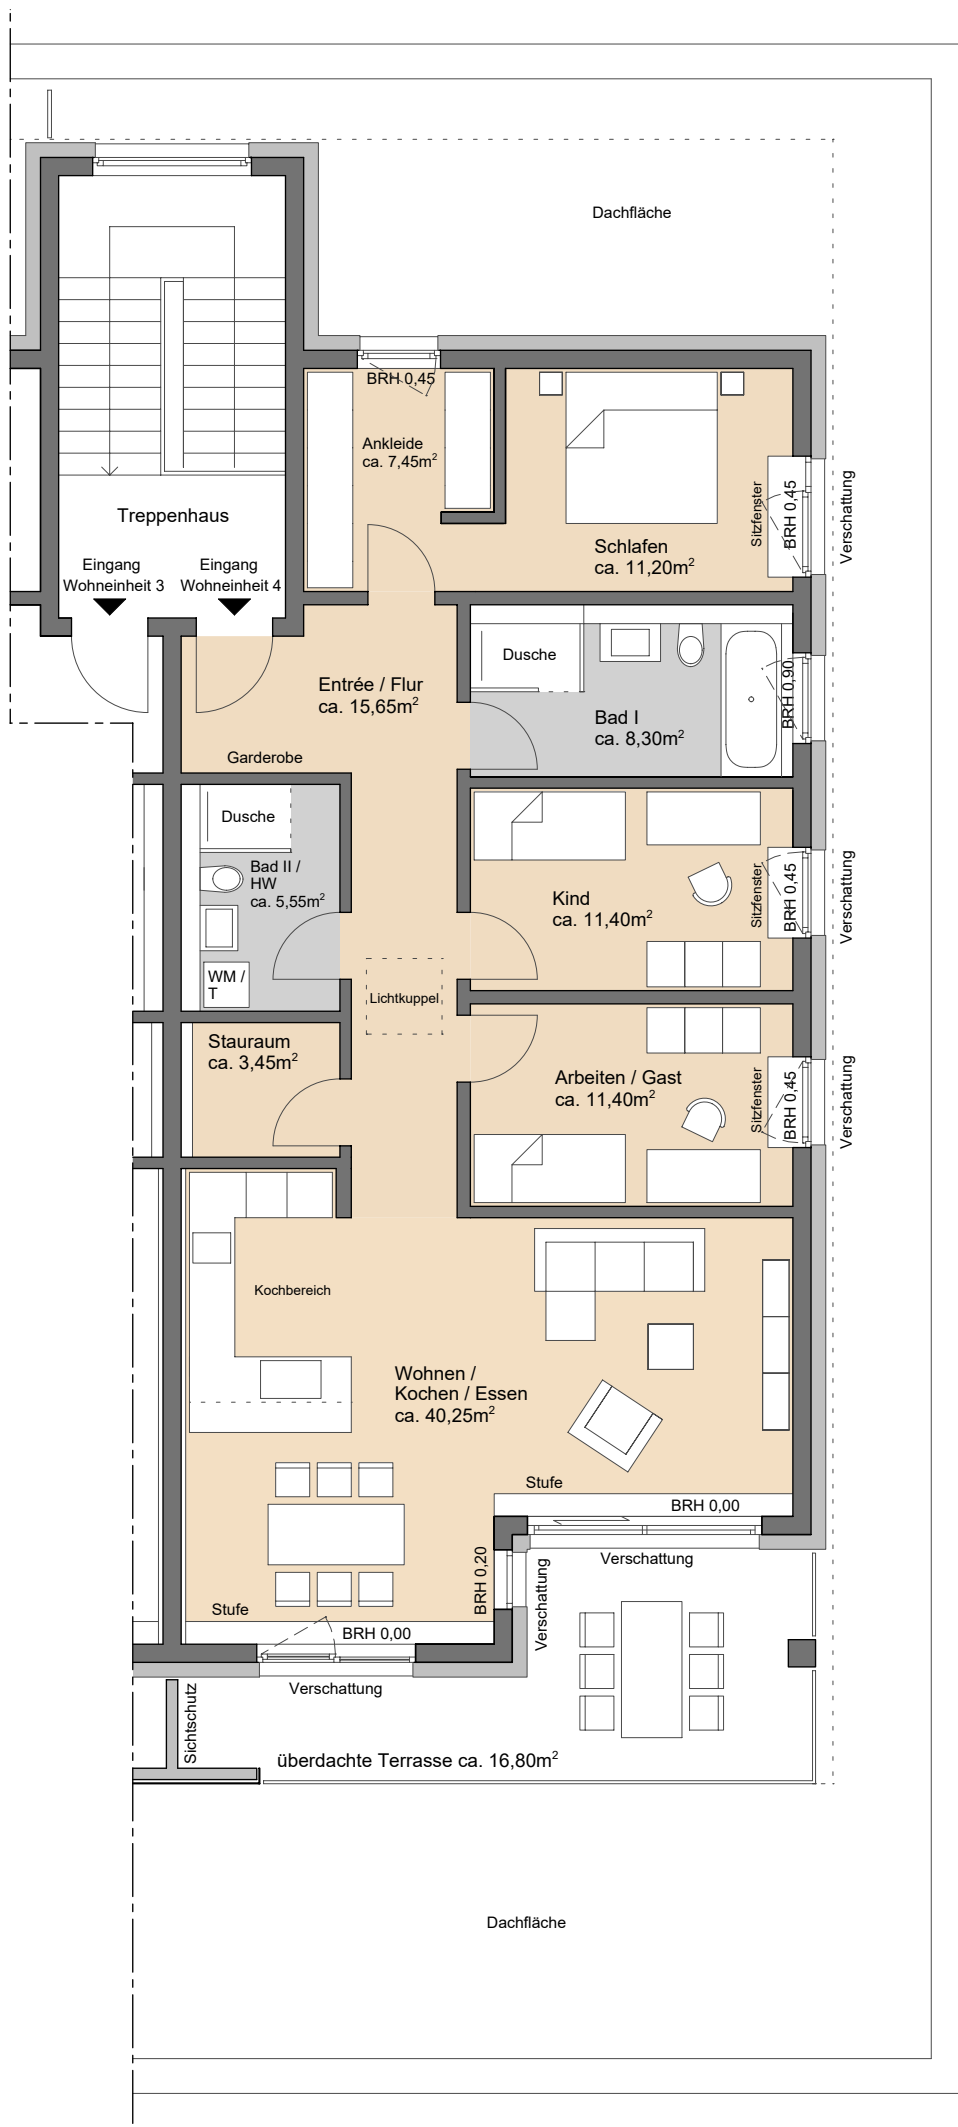 Dachfläche
BRH 0,45
Ankleide
ca. 7,45m²
Treppenhaus
Eingang
Wohneinheit 3
Eingang
Wohneinheit 4
Schlafen
ca. 11,20m²
Sitzfenster
BRH 0,45
Verschattung
Dusche
Entrée / Flur
ca. 15,65m²
Bad I
ca. 8,30m²
BRH 0,90
Garderobe
Dusche
Bad II /
HW
ca. 5,55m²
WM /
T
Kind
ca. 11,40m²
Sitzfenster
BRH 0,45
Verschattung
Lichtkuppel
Stauraum
ca. 3,45m²
Arbeiten / Gast
ca. 11,40m²
Sitzfenster
BRH 0,45
Verschattung
Kochbereich
Wohnen /
Kochen / Essen
ca. 40,25m²
Stufe
BRH 0,00
Verschattung
BRH 0,20
Verschattung
Stufe
BRH 0,00
Verschattung
Sichtschutz
überdachte Terrasse ca. 16,80m²
Dachfläche